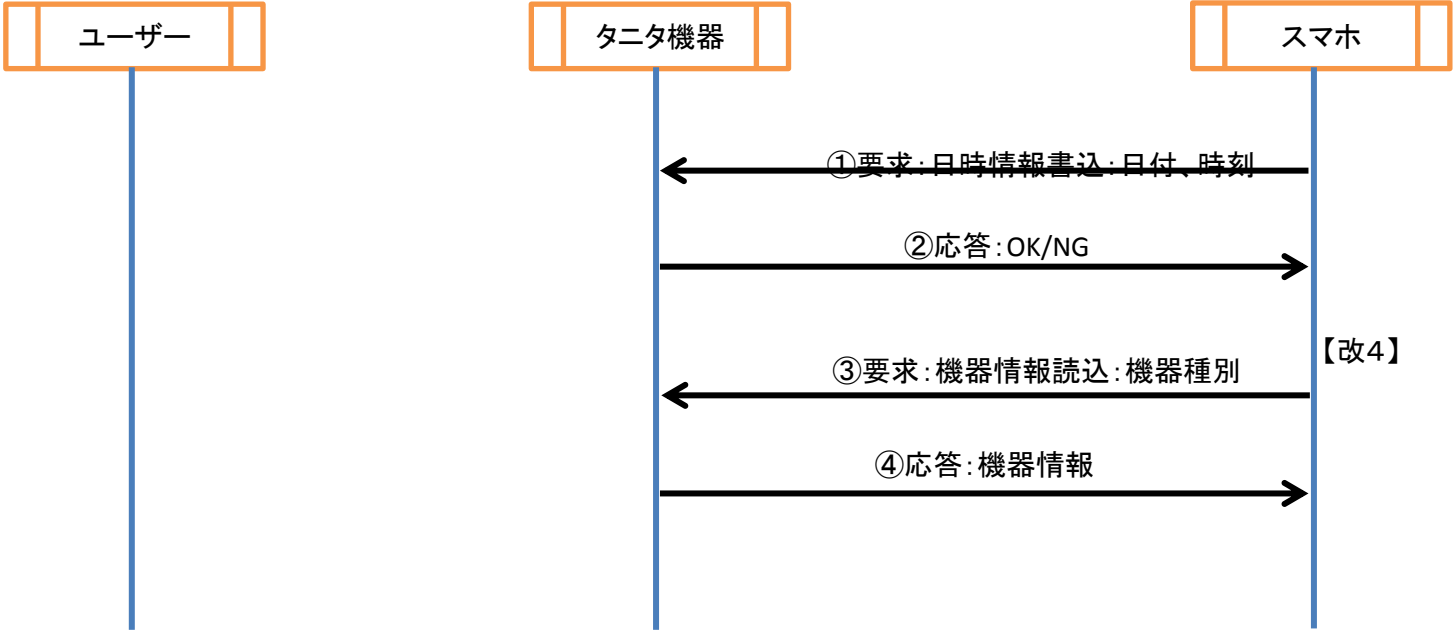 ユーザー
タニタ機器
スマホ
①要求:日時情報書込:日付、時刻
②応答:OK/NG
【改4】
③要求:機器情報読込:機器種別
④応答:機器情報